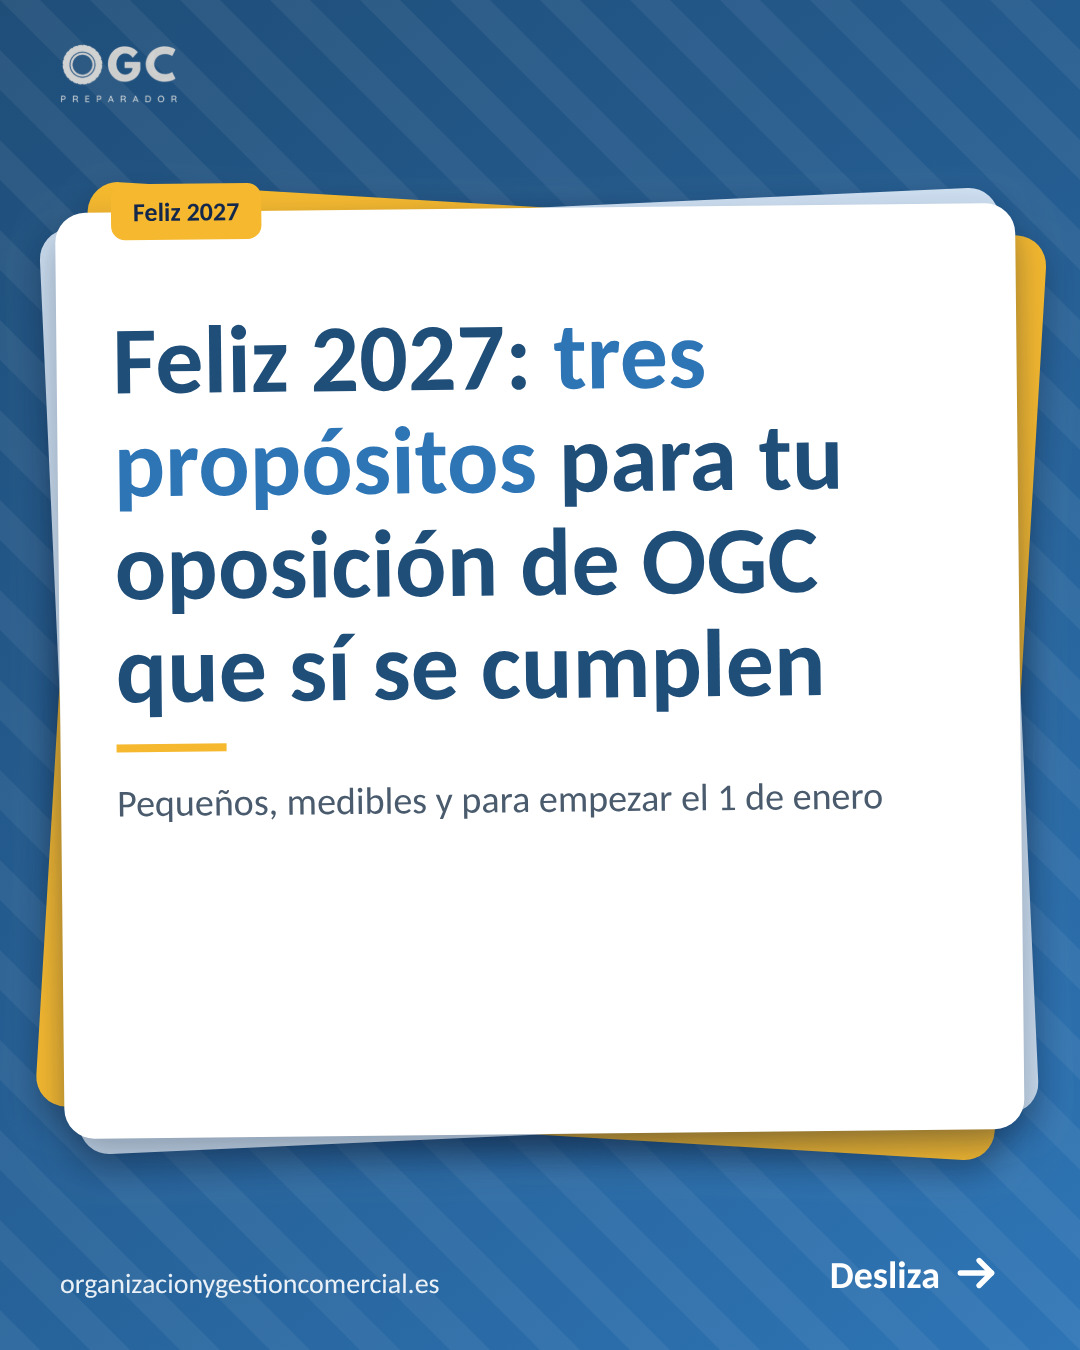 OGC
PREPARADOR
Feliz 2027
Feliz 2027: tres
propósitos para tu
oposición de OGC
que sí se cumplen
Pequeños, medibles y para empezar el 1 de enero
organizacionygestioncomercial.es
Desliza →